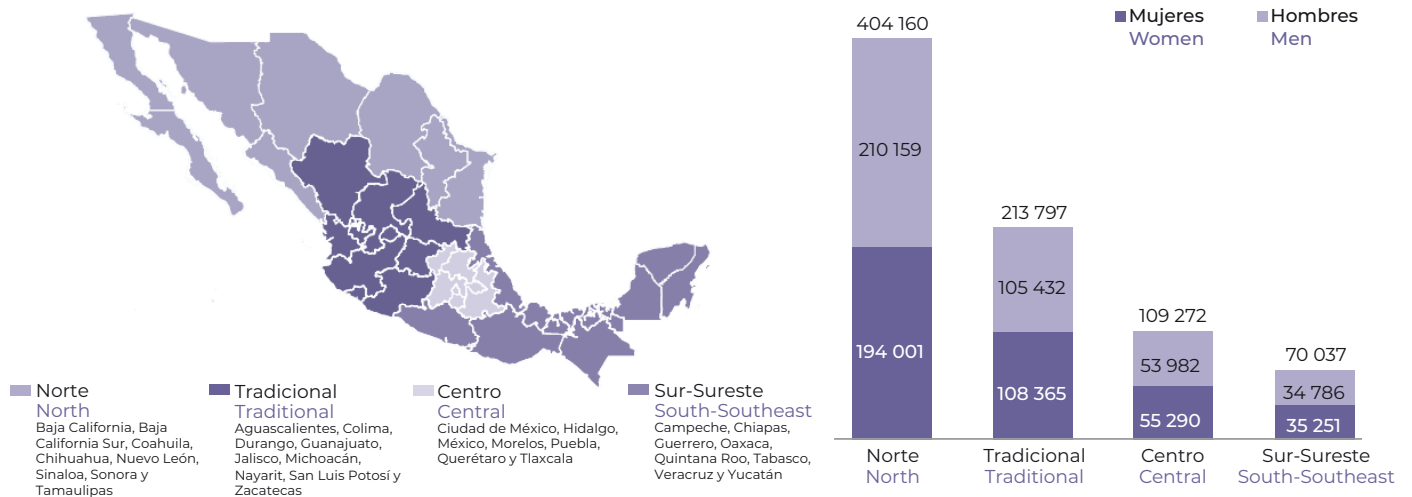 Norte
North
Baja California, Baja
California Sur, Coahuila,
Chihuahua, Nuevo León,
Sinaloa, Sonora y
Tamaulipas
Tradicional
Traditional
Aguascalientes, Colima,
Durango, Guanajuato,
Jalisco, Michoacán,
Nayarit, San Luis Potosí y
Zacatecas
Centro
Central
Ciudad de México, Hidalgo,
México, Morelos, Puebla,
Querétaro y Tlaxcala
Sur-Sureste
South-Southeast
Campeche, Chiapas,
Guerrero, Oaxaca,
Quintana Roo, Tabasco,
Veracruz y Yucatán
Mujeres
Women
Hombres
Men
404 160
210 159
194 001
Norte
North
213 797
105 432
108 365
Tradicional
Traditional
109 272
53 982
55 290
Centro
Central
70 037
34 786
35 251
Sur-Sureste
South-Southeast